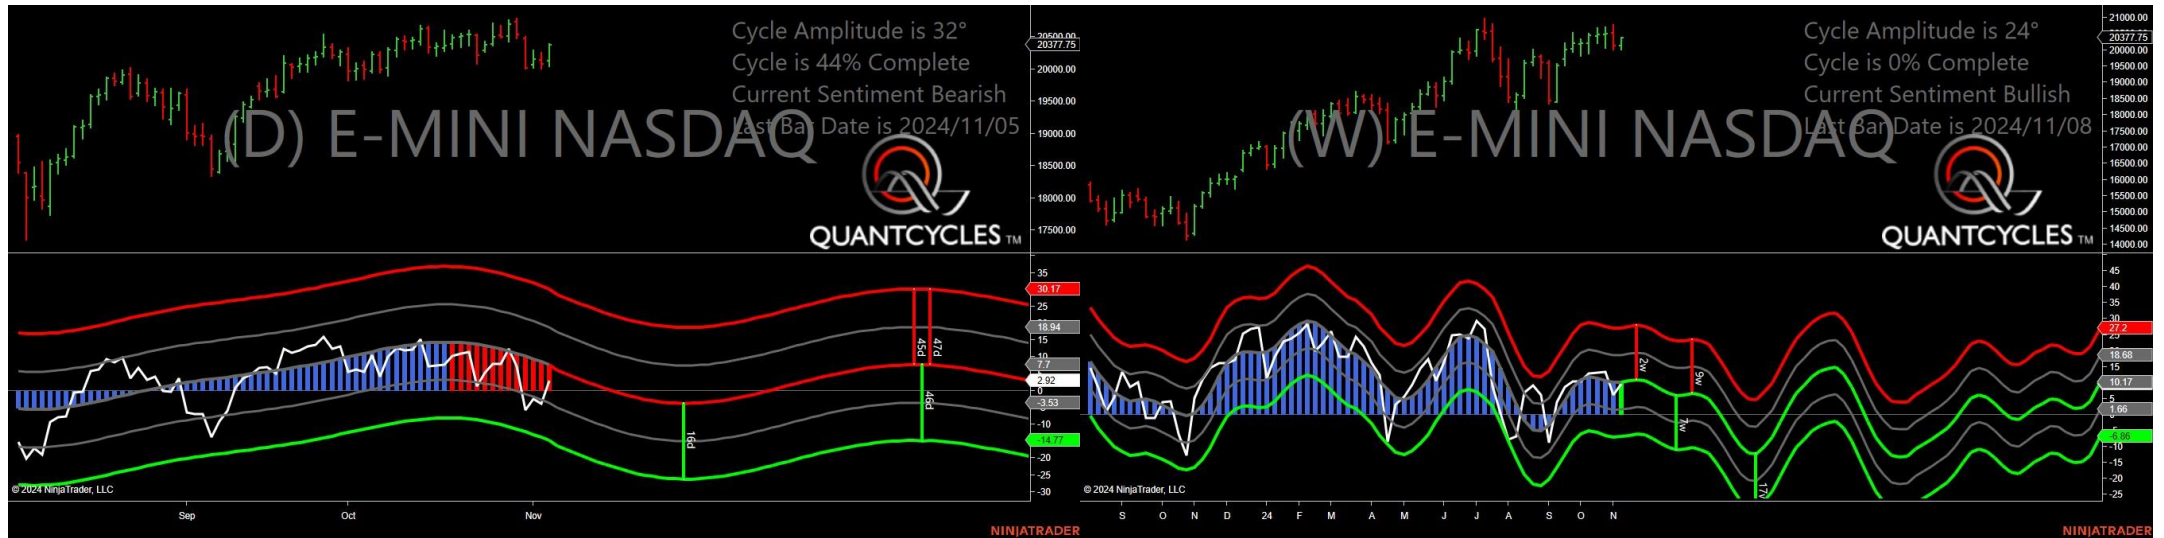 Cycle Amplitude is 32°
Cycle is 44% Complete
Current Sentiment Bearish
Last Bar Date is 2024/11/05
(D) E-MINI NASDAQ
QUANTCYCLES TM
20500.00
20377.75
20000.00
19500.00
19000.00
18500.00
18000.00
17500.00
35
30.17
25
18.94
15
10
7.7
2.92
0
-3.53
-10
-14.77
-20
-25
-30
16d
45d
47d
46d
© 2024 NinjaTrader, LLC
Sep
Oct
Nov
NINJATRADER
Cycle Amplitude is 24°
Cycle is 0% Complete
Current Sentiment Bullish
Last Bar Date is 2024/11/08
(W) E-MINI NASDAQ
QUANTCYCLES TM
21000.00
20377.75
20000.00
19500.00
19000.00
18500.00
18000.00
17500.00
17000.00
16500.00
16000.00
15500.00
15000.00
14500.00
14000.00
45
40
35
30
27.2
18.68
15
10.17
5
1.66
-6.86
-10
-15
-20
-25
2w
9w
7w
© 2024 NinjaTrader, LLC
S
O
N
D
24
F
M
A
M
J
J
A
S
O
N
NINJATRADER